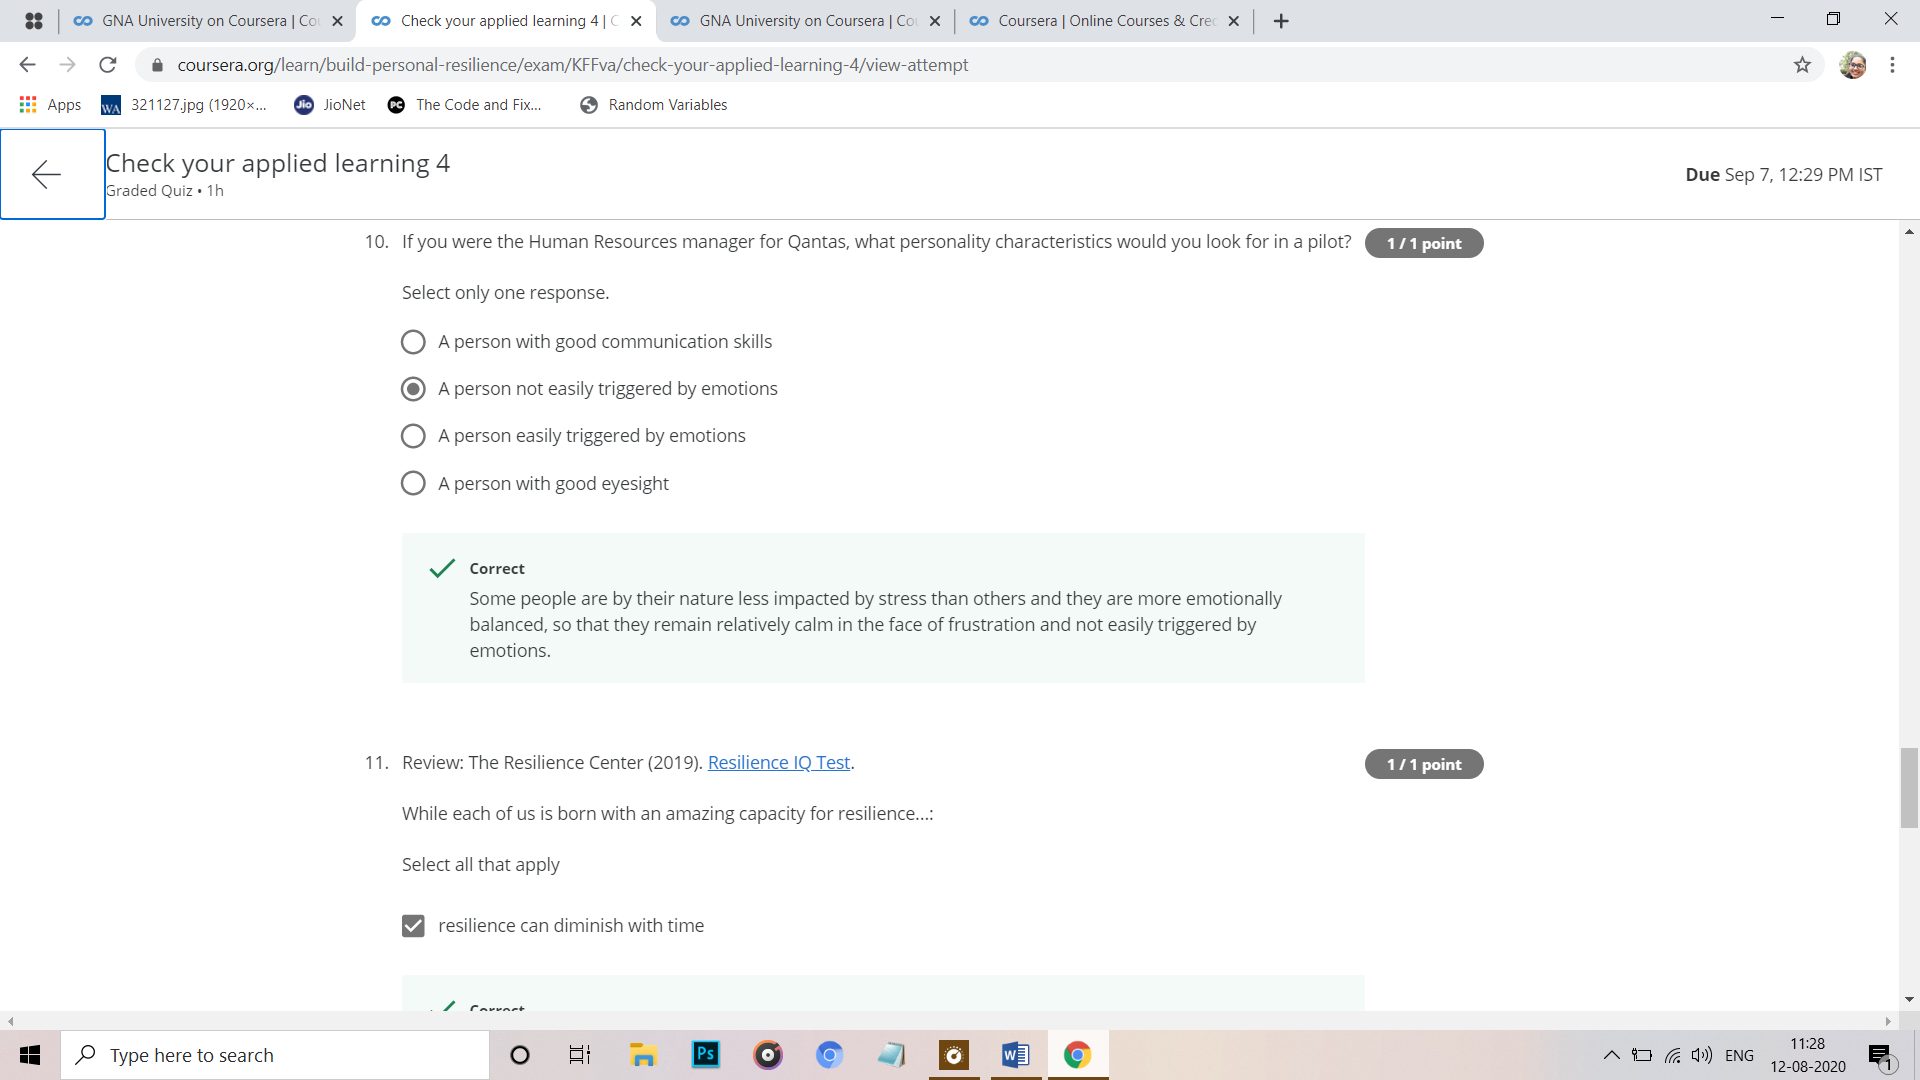 GNA University on Coursera | Co
Check your applied learning 4 | C
GNA University on Coursera | Co
Coursera | Online Courses & Cre
coursera.org/learn/build-personal-resilience/exam/KFFva/check-your-applied-learning-4/view-attempt
Apps
WA
321127.jpg (1920×...
Jio
JioNet
PC
The Code and Fix...
Random Variables
Check your applied learning 4
Graded Quiz • 1h
Due Sep 7, 12:29 PM IST
10. If you were the Human Resources manager for Qantas, what personality characteristics would you look for in a pilot?
1 / 1 point
Select only one response.
A person with good communication skills
A person not easily triggered by emotions
A person easily triggered by emotions
A person with good eyesight
Correct
Some people are by their nature less impacted by stress than others and they are more emotionally
balanced, so that they remain relatively calm in the face of frustration and not easily triggered by
emotions.
11. Review: The Resilience Center (2019). Resilience IQ Test.
1 / 1 point
While each of us is born with an amazing capacity for resilience...:
Select all that apply
resilience can diminish with time
Correct
Type here to search
Ps
W
ENG
11:28
12-08-2020
1